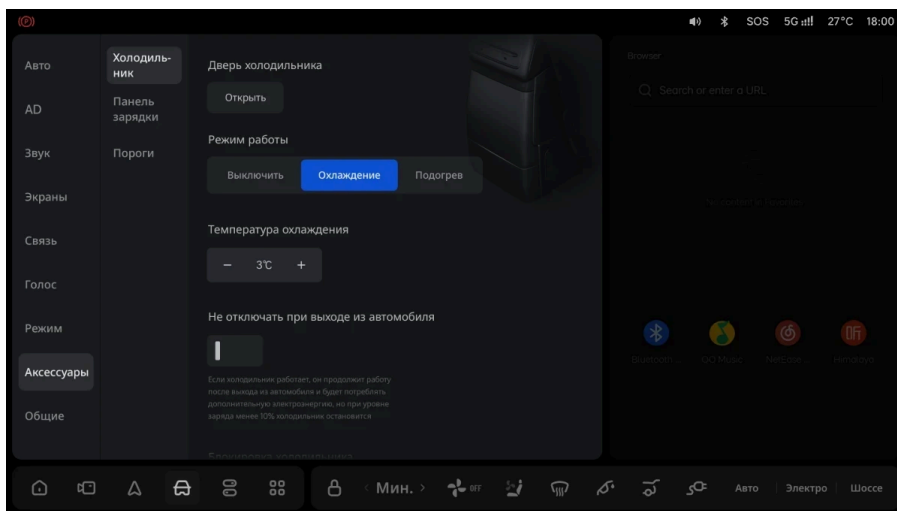 (P) SOS 5G 27°C 18:00
Авто
AD
Звук
Экраны
Связь
Голос
Режим
Аксессуары
Общие
Холодиль-
ник
Панель
зарядки
Пороги
Дверь холодильника
Открыть
Режим работы
Выключить Охлаждение Подогрев
Температура охлаждения
− 3℃ +
Не отключать при выходе из автомобиля
Если холодильник работает, он продолжит работу
после выхода из автомобиля и будет потреблять
дополнительную электроэнергию, но при уровне
заряда менее 10% холодильник остановится
Блокировка холодильника
Browser
Search or enter a URL
< Мин. > OFF Авто Электро Шоссе